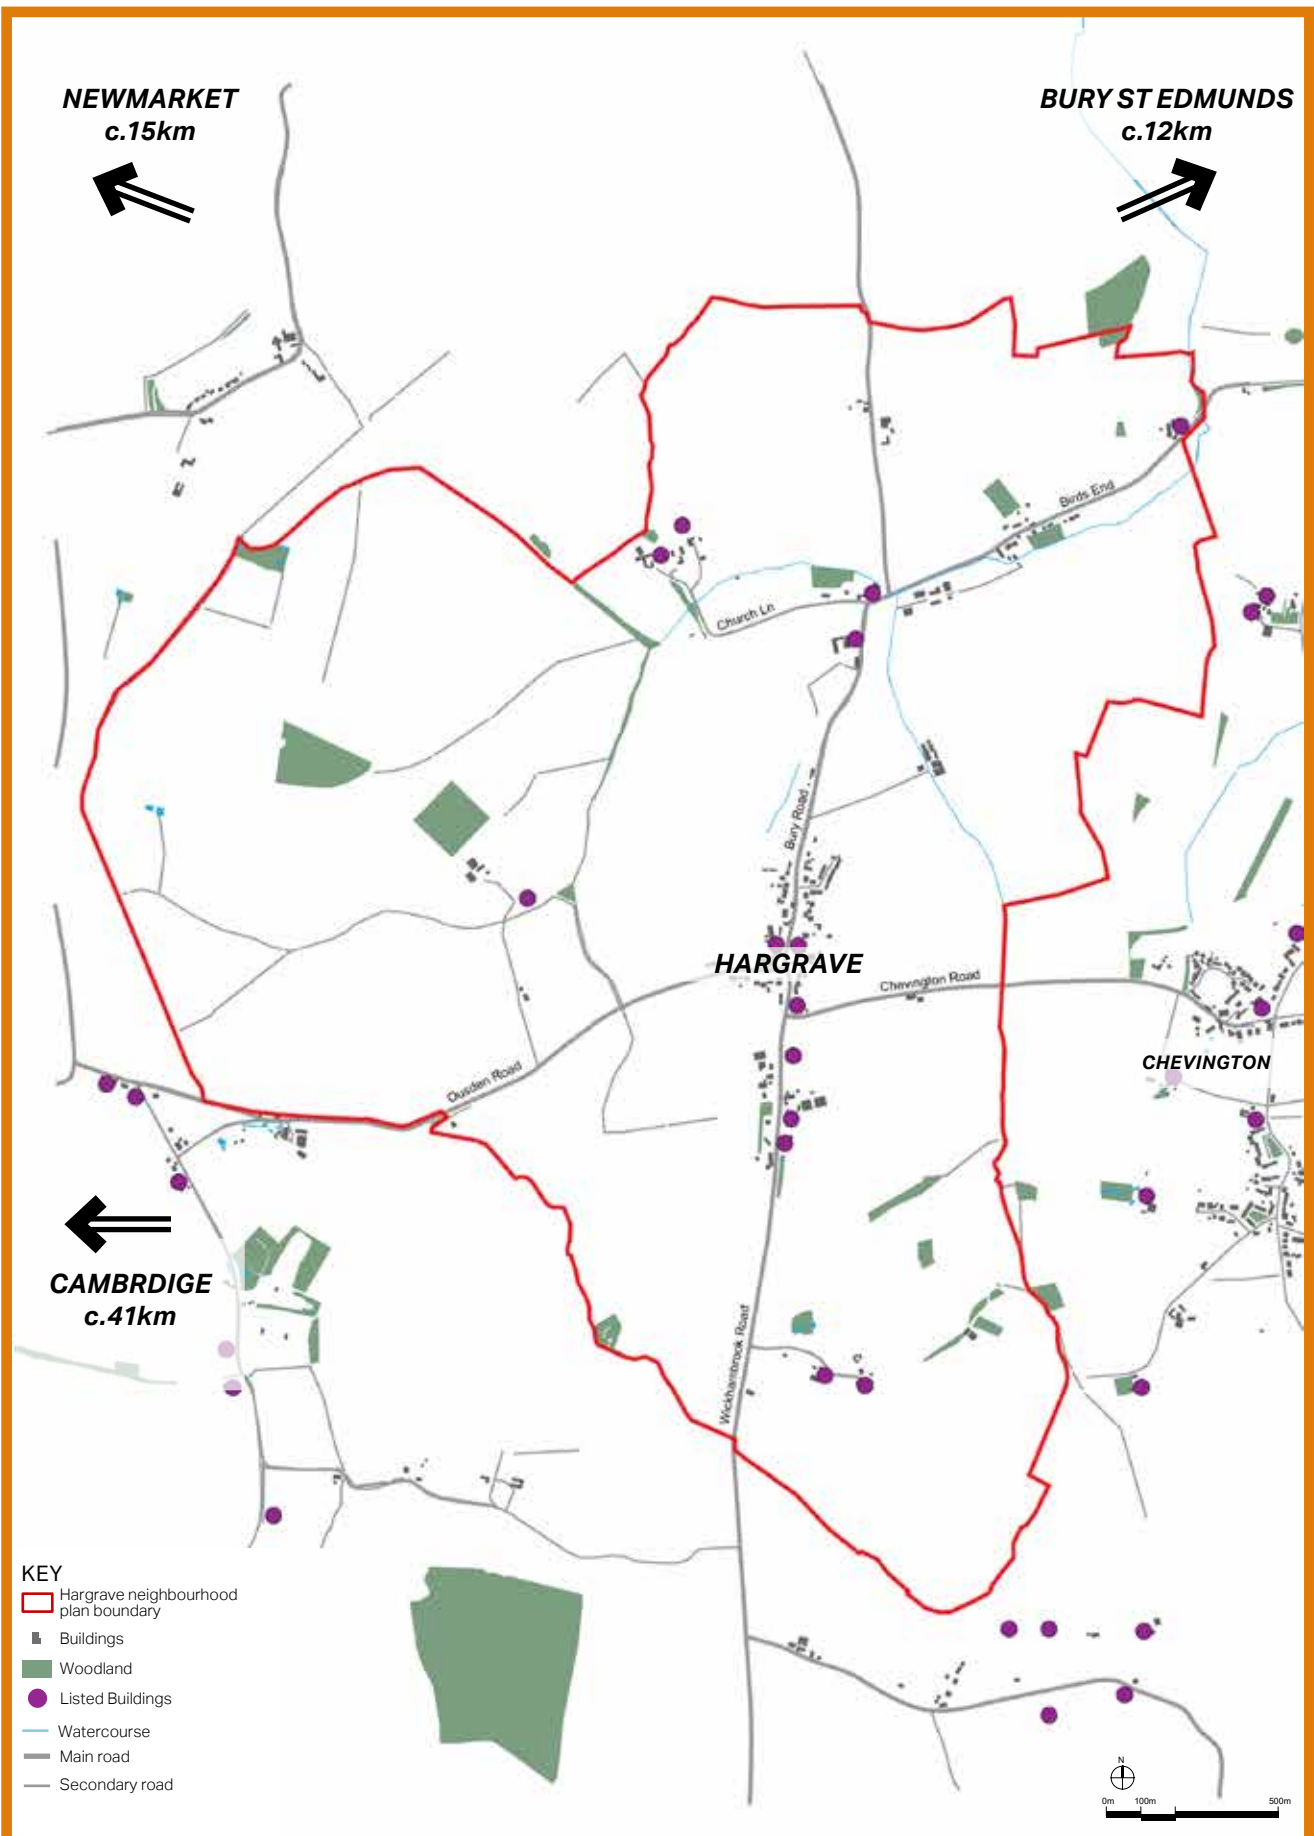 NEWMARKET
c.15km
BURY ST EDMUNDS
c.12km
Birds End
Church Ln
Bury Road
HARGRAVE
Chevington Road
CHEVINGTON
Ousden Road
CAMBRDIGE
c.41km
Wickhambrook Road
KEY
Hargrave neighbourhood
plan boundary
Buildings
Woodland
Listed Buildings
Watercourse
Main road
Secondary road
N
0m 100m 500m